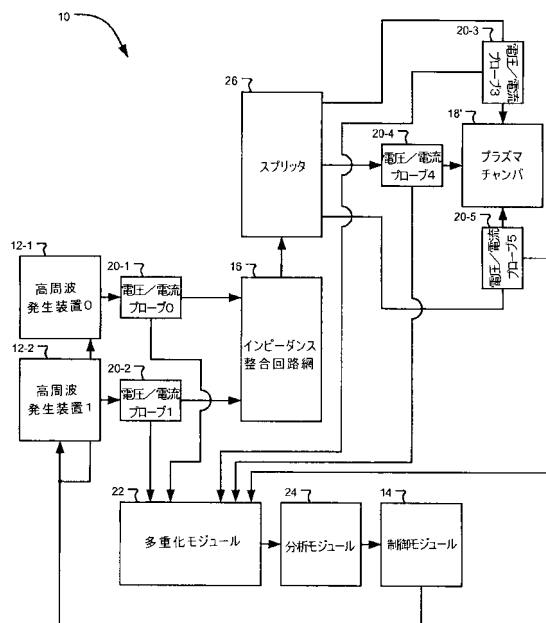 10
20-3
電圧/電流
プローブ3
26
スプリッタ
20-4
電圧/電流
プローブ4
18'
プラズマ
チャンバ
20-5
電圧/電流
プローブ5
12-1
高周波
発生装置0
20-1
電圧/電流
プローブ0
16
インピーダンス
整合回路網
12-2
高周波
発生装置1
20-2
電圧/電流
プローブ1
22
多重化モジュール
24
分析モジュール
14
制御モジュール